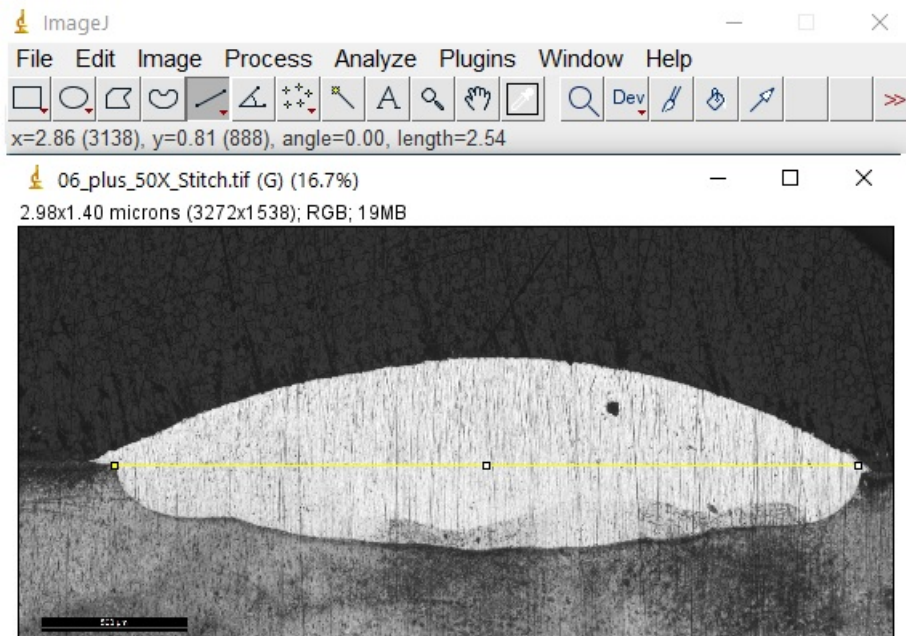 ImageJ
File Edit Image Process Analyze Plugins Window Help
A Dev >>
x=2.86 (3138), y=0.81 (888), angle=0.00, length=2.54
06_plus_50X_Stitch.tif (G) (16.7%)
2.98x1.40 microns (3272x1538); RGB; 19MB